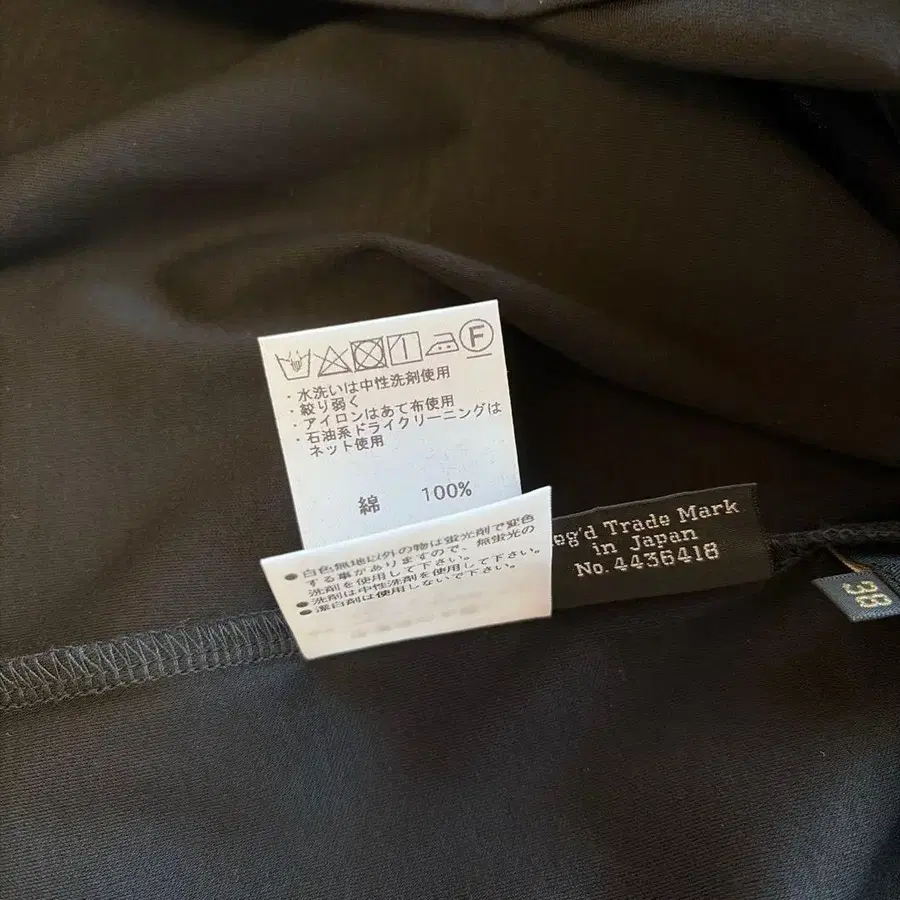 F
・水洗いは中性洗剤使用
・絞り弱く
・アイロンはあて布使用
・石油系ドライクリーニングは
ネット使用
綿 100%
●白色無地以外の物は蛍光剤で変色
する事がありますので、無蛍光の
洗剤を使用して下さい。
●洗剤は中性洗剤を使用して下さい。
●漂白剤は使用しないで下さい。
eg'd Trade Mark
in Japan
No. 4436418
38